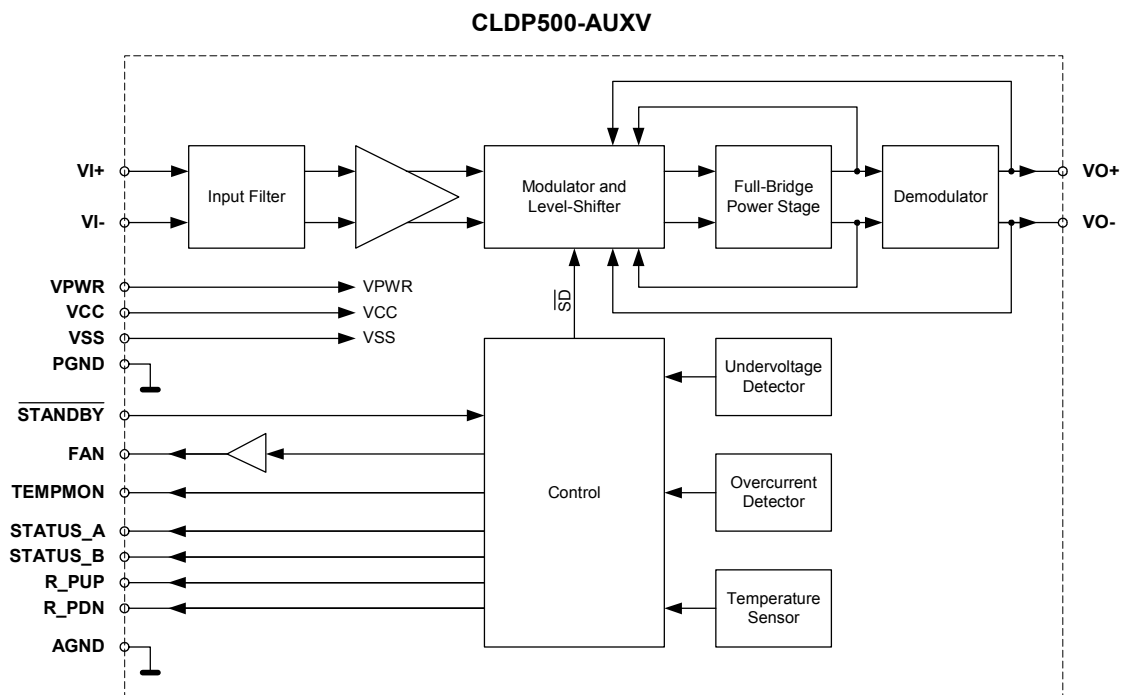 CLDP500-AUXV
VI+
VI-
Input Filter
Modulator and
Level-Shifter
Full-Bridge
Power Stage
Demodulator
VO+
VO-
VPWR
VPWR
VCC
VCC
VSS
VSS
PGND
SD
STANDBY
FAN
TEMPMON
STATUS_A
STATUS_B
R_PUP
R_PDN
AGND
Control
Undervoltage
Detector
Overcurrent
Detector
Temperature
Sensor